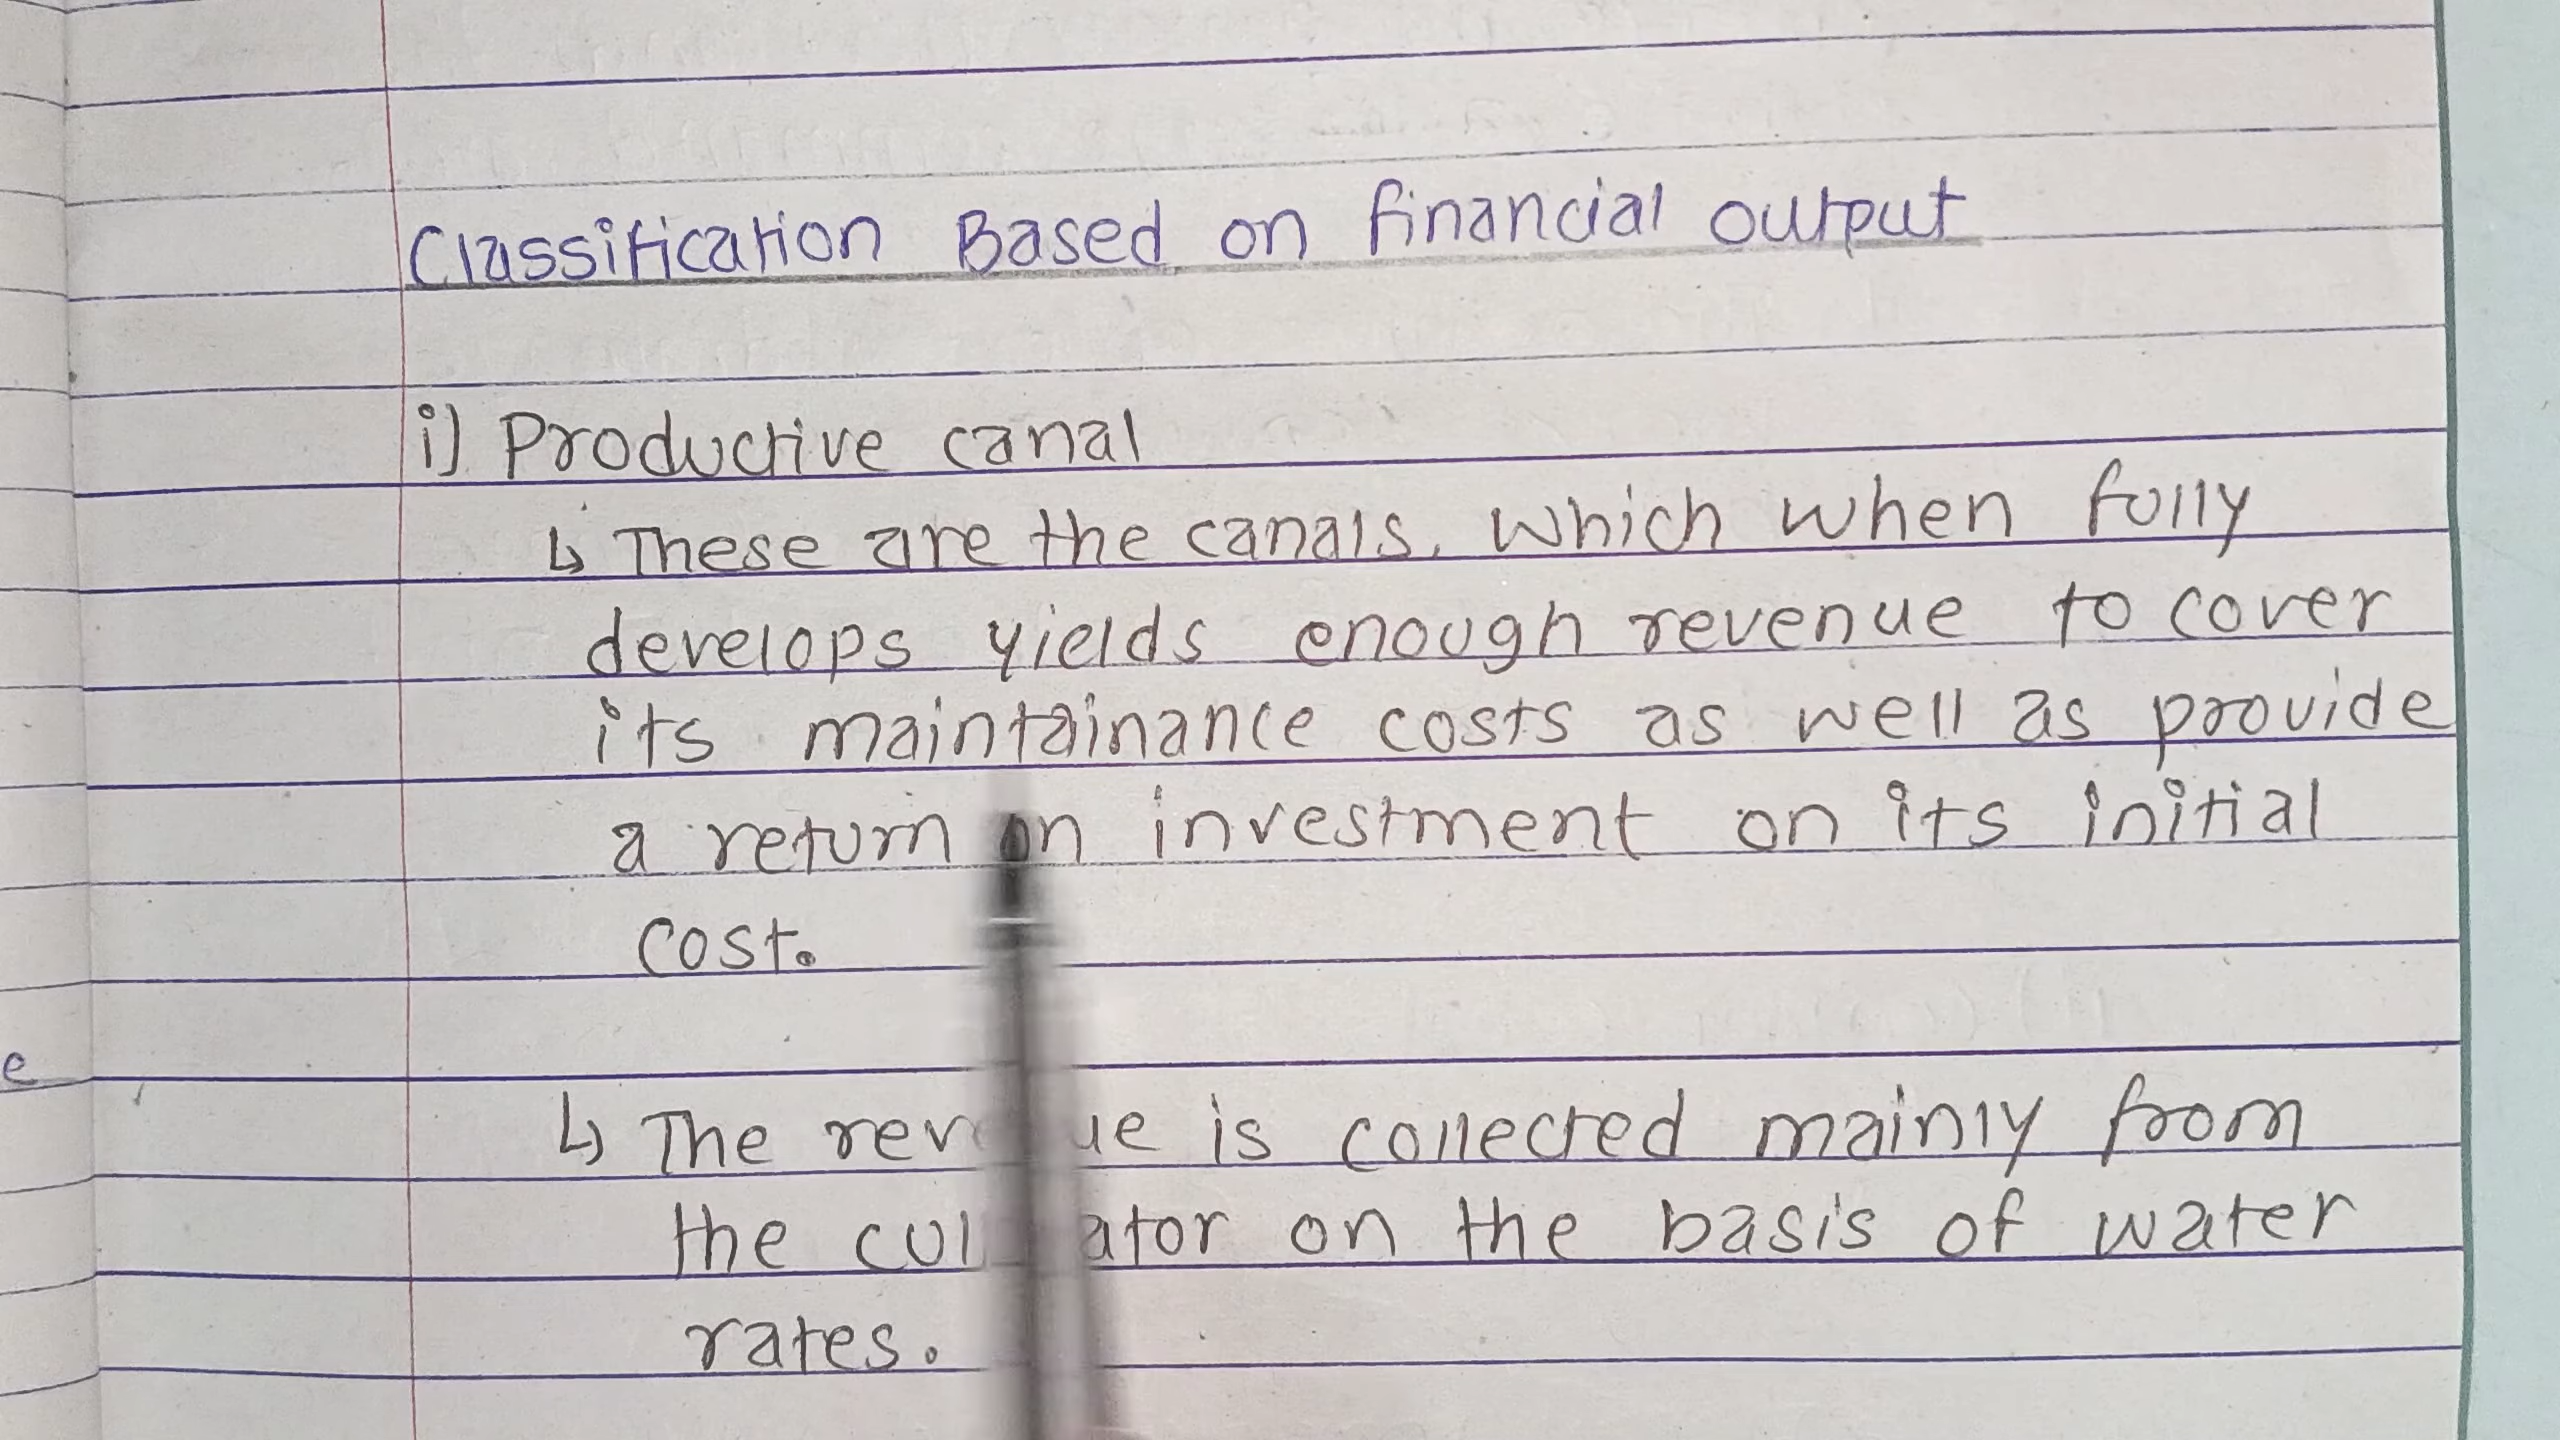 Classification Based on financial output
i) Productive canal
↳ These are the canals, which when fully
develops yields enough revenue to cover
its maintainance costs as well as provide
a return on investment on its initial
cost.
↳ The is collected mainly from
the on the basis of water
rates.
e